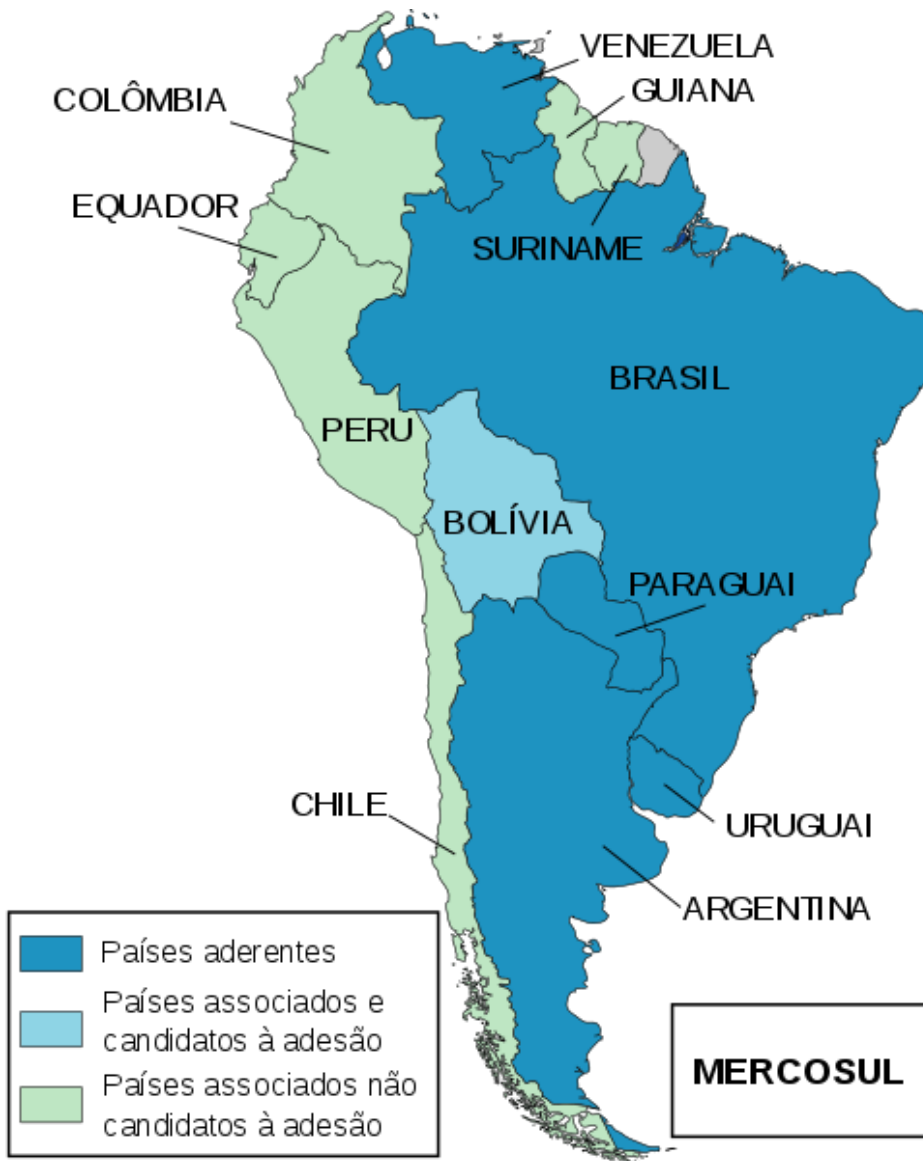 VENEZUELA
GUIANA
COLÔMBIA
EQUADOR
SURINAME
BRASIL
PERU
BOLÍVIA
PARAGUAI
CHILE
URUGUAI
ARGENTINA
Países aderentes
Países associados e
candidatos à adesão
Países associados não
candidatos à adesão
MERCOSUL